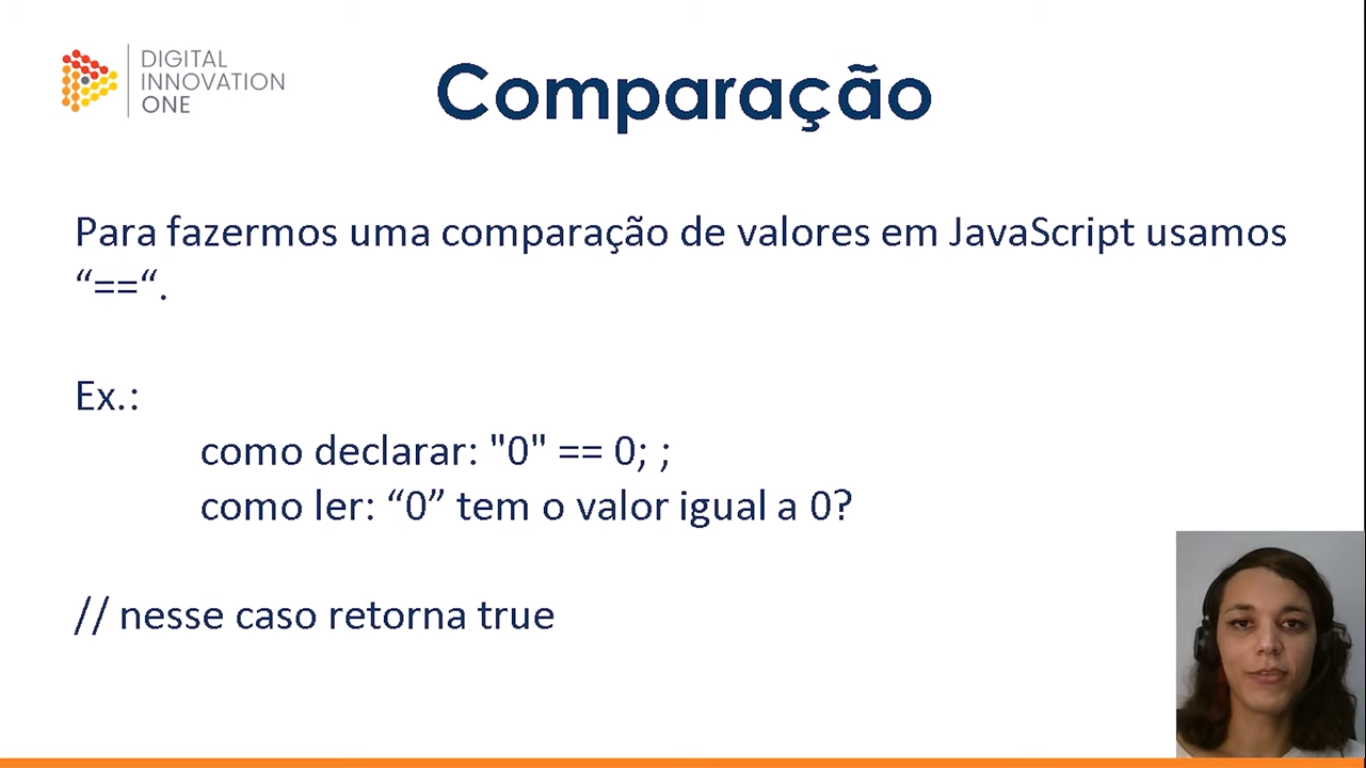 DIGITAL
INNOVATION
ONE
Comparação
Para fazermos uma comparação de valores em JavaScript usamos
“==“.
Ex.:
como declarar: "0" == 0; ;
como ler: “0” tem o valor igual a 0?
// nesse caso retorna true